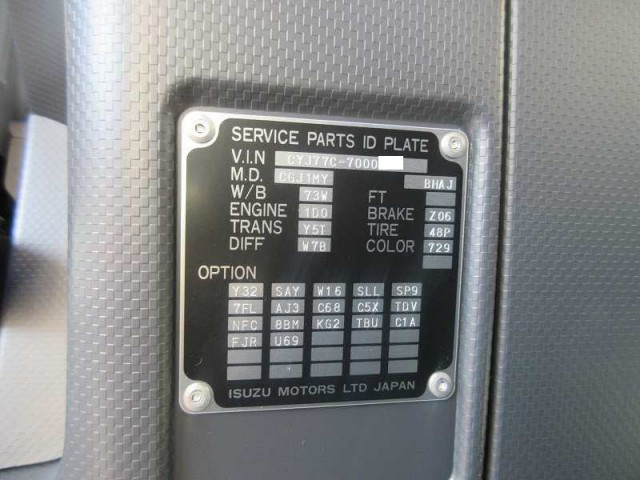 SERVICE PARTS ID PLATE
V.I.N CYJ77C-7000
M.D. CGJ1MY BHAJ
W/B 73W FT
ENGINE 1D0 BRAKE Z06
TRANS Y5T TIRE 48P
DIFF W7B COLOR 729
OPTION
Y32 SAY W16 SLL SP9
7FL AJ3 C68 C5X TDV
NFC 8BM KG2 TBU C1A
FJR U69
ISUZU MOTORS LTD JAPAN